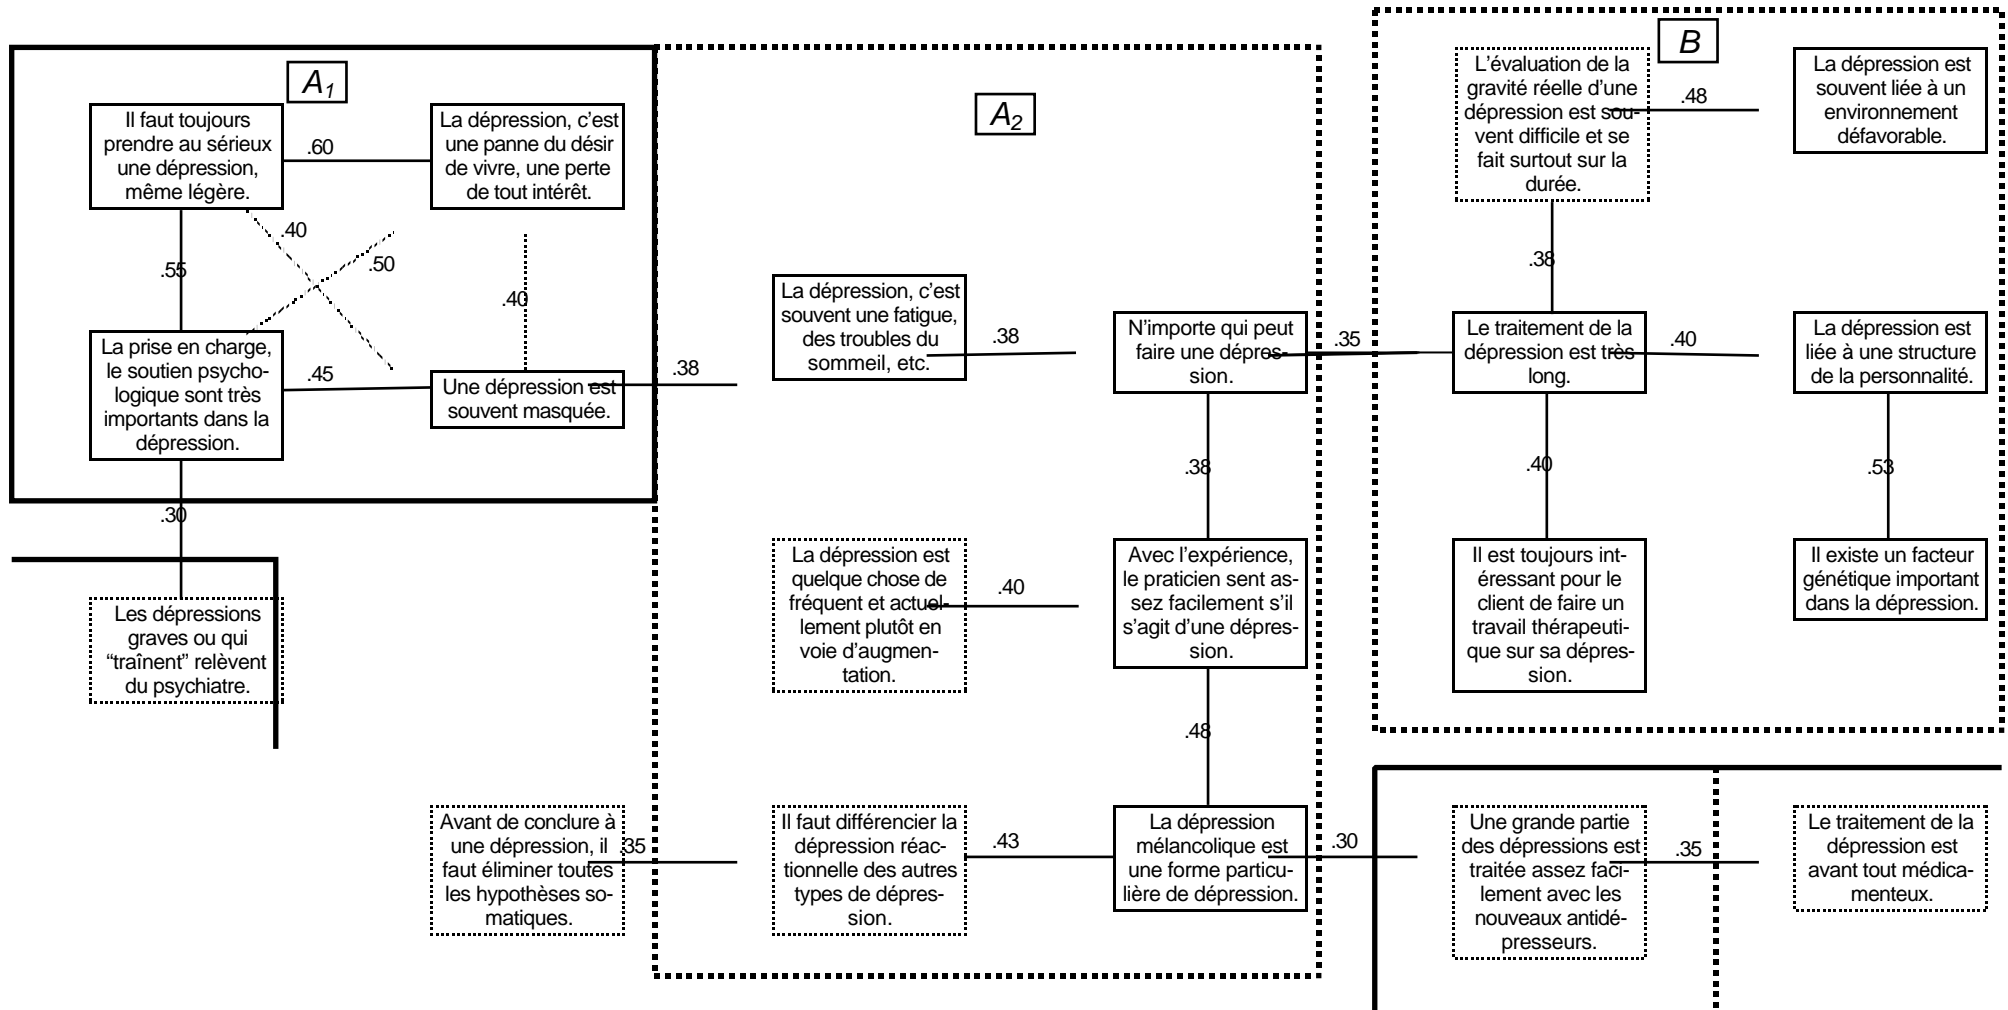 A1
Il faut toujours
prendre au sérieux
une dépression,
même légère.
.60
La dépression, c'est
une panne du désir
de vivre, une perte
de tout intérêt.
.40
.50
.55
.40
La prise en charge,
le soutien psycho-
logique sont très
importants dans la
dépression.
.45
Une dépression est
souvent masquée.
.38
.30
Les dépressions
graves ou qui
“traînent” relèvent
du psychiatre.
Avant de conclure à
une dépression, il
faut éliminer toutes
les hypothèses so-
matiques.
.35
A2
La dépression, c'est
souvent une fatigue,
des troubles du
sommeil, etc.
.38
N'importe qui peut
faire une dépres-
sion.
.35
.38
La dépression est
quelque chose de
fréquent et actuel-
lement plutôt en
voie d'augmen-
tation.
.40
Avec l'expérience,
le praticien sent as-
sez facilement s'il
s'agit d'une dépres-
sion.
.48
Il faut différencier la
dépression réac-
tionnelle des autres
types de dépres-
sion.
.43
La dépression
mélancolique est
une forme particu-
lière de dépression.
.30
B
L'évaluation de la
gravité réelle d'une
dépression est sou-
vent difficile et se
fait surtout sur la
durée.
.48
La dépression est
souvent liée à un
environnement
défavorable.
.38
Le traitement de la
dépression est très
long.
.40
La dépression est
liée à une structure
de la personnalité.
.40
.53
Il est toujours int-
éressant pour le
client de faire un
travail thérapeuti-
que sur sa dépres-
sion.
Il existe un facteur
génétique important
dans la dépression.
Une grande partie
des dépressions est
traitée assez faci-
lement avec les
nouveaux antidé-
presseurs.
.35
Le traitement de la
dépression est
avant tout médica-
menteux.